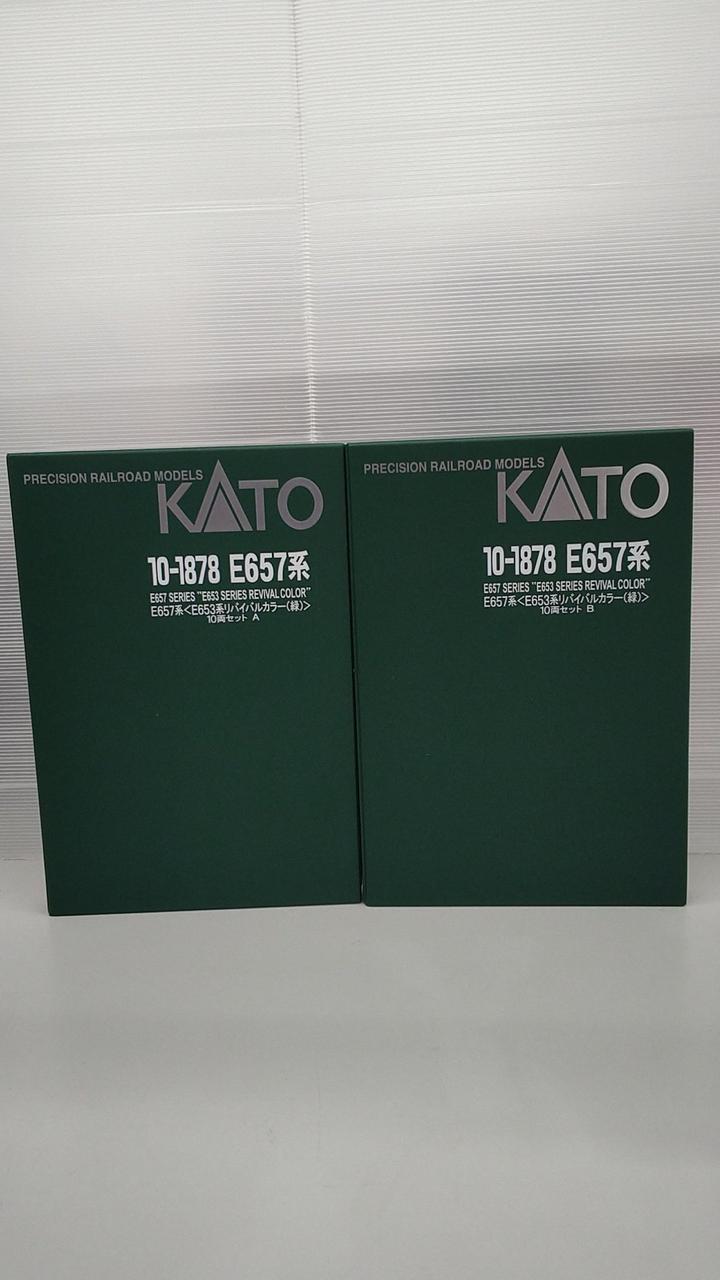 PRECISION RAILROAD MODELS
KATO
10-1878 E657系
E657 SERIES "E653 SERIES REVIVAL COLOR"
E657系<E653系リバイバルカラー(緑)>
10両セット A
PRECISION RAILROAD MODELS
KATO
10-1878 E657系
E657 SERIES "E653 SERIES REVIVAL COLOR"
E657系<E653系リバイバルカラー(緑)>
10両セット B